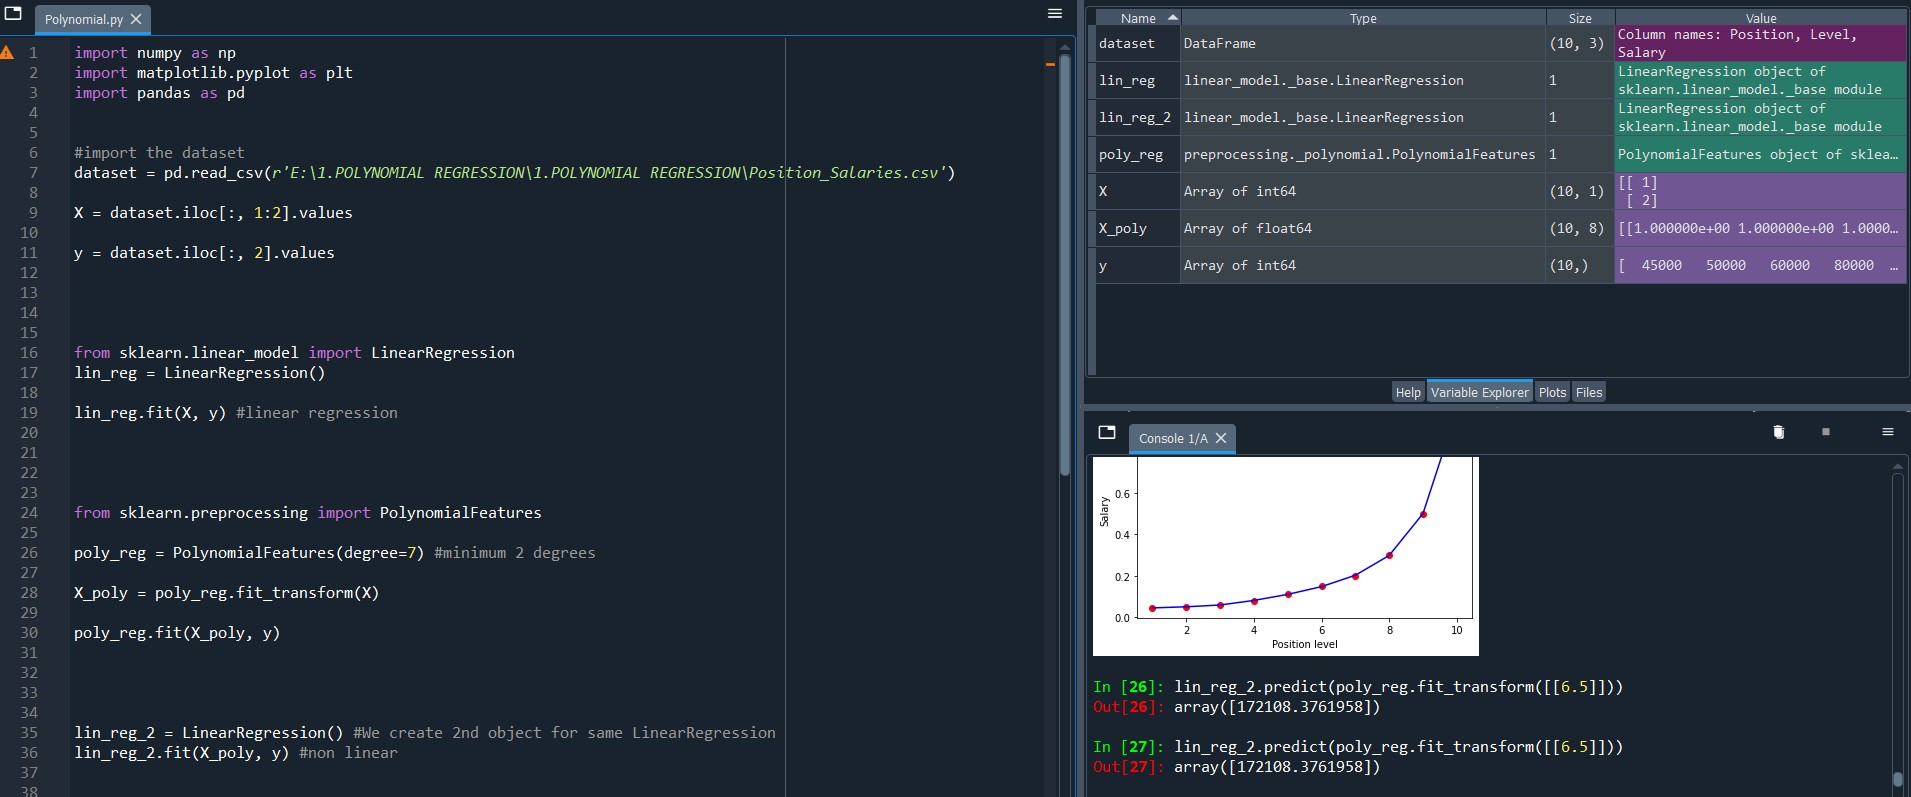 Polynomial.py
1 import numpy as np
2 import matplotlib.pyplot as plt
3 import pandas as pd
4
5
6 #import the dataset
7 dataset = pd.read_csv(r'E:\1.POLYNOMIAL REGRESSION\1.POLYNOMIAL REGRESSION\Position_Salaries.csv')
8
9 X = dataset.iloc[:, 1:2].values
10
11 y = dataset.iloc[:, 2].values
12
13
14
15
16 from sklearn.linear_model import LinearRegression
17 lin_reg = LinearRegression()
18
19 lin_reg.fit(X, y) #linear regression
20
21
22
23
24 from sklearn.preprocessing import PolynomialFeatures
25
26 poly_reg = PolynomialFeatures(degree=7) #minimum 2 degrees
27
28 X_poly = poly_reg.fit_transform(X)
29
30 poly_reg.fit(X_poly, y)
31
32
33
34
35 lin_reg_2 = LinearRegression() #We create 2nd object for same LinearRegression
36 lin_reg_2.fit(X_poly, y) #non linear
37
38
Name Type Size Value
dataset DataFrame (10, 3) Column names: Position, Level,
Salary
lin_reg linear_model._base.LinearRegression 1 LinearRegression object of
sklearn.linear_model._base module
lin_reg_2 linear_model._base.LinearRegression 1 LinearRegression object of
sklearn.linear_model._base module
poly_reg preprocessing._polynomial.PolynomialFeatures 1 PolynomialFeatures object of sklea…
X Array of int64 (10, 1) [[ 1]
[ 2]
X_poly Array of float64 (10, 8) [[1.000000e+00 1.000000e+00 1.0000…
y Array of int64 (10,) [ 45000 50000 60000 80000 …
Help Variable Explorer Plots Files
Console 1/A
Salary
0.6
0.4
0.2
0.0
2 4 6 8 10
Position level
In [26]: lin_reg_2.predict(poly_reg.fit_transform([[6.5]]))
Out[26]: array([172108.3761958])
In [27]: lin_reg_2.predict(poly_reg.fit_transform([[6.5]]))
Out[27]: array([172108.3761958])